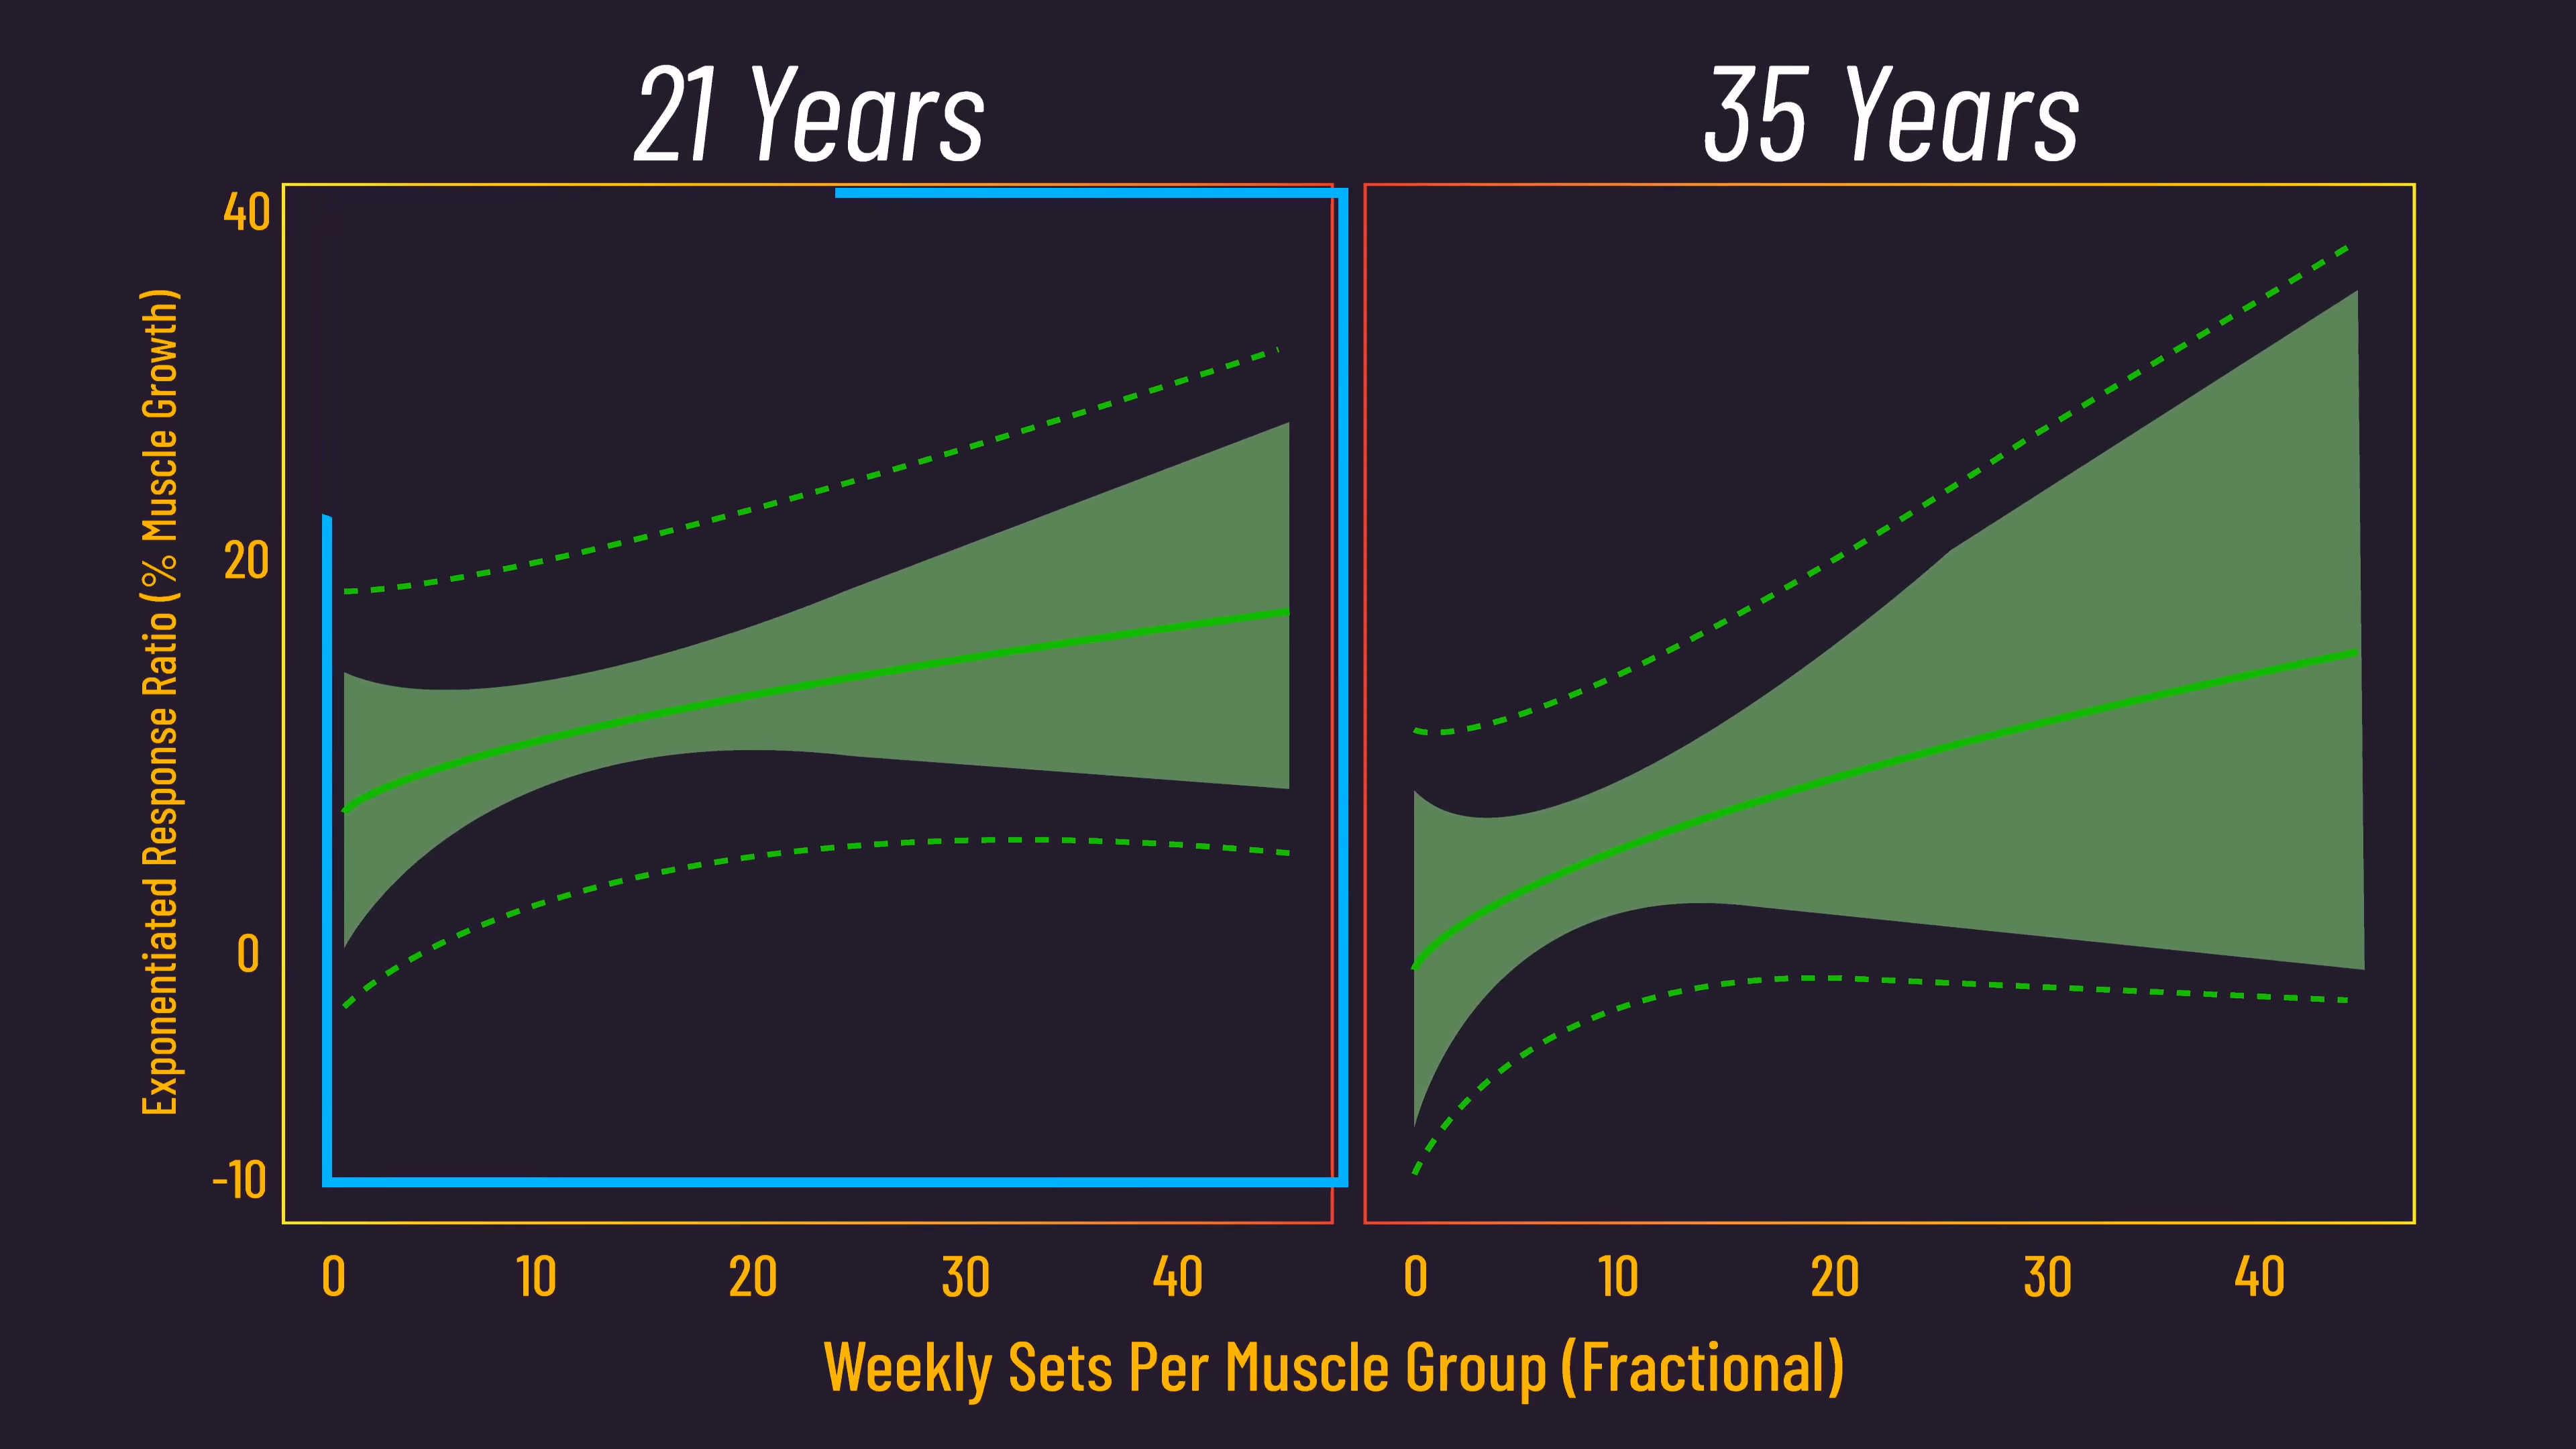 21 Years
35 Years
Exponentiated Response Ratio (% Muscle Growth)
40
20
0
-10
0 10 20 30 40
0 10 20 30 40
Weekly Sets Per Muscle Group (Fractional)